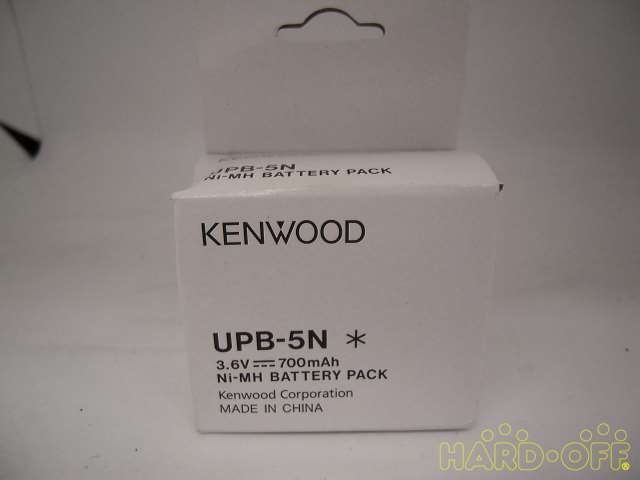 UPB-5N
Ni-MH BATTERY PACK
KENWOOD
UPB-5N *
3.6V⎓700mAh
Ni-MH BATTERY PACK
Kenwood Corporation
MADE IN CHINA
HARD·OFF®